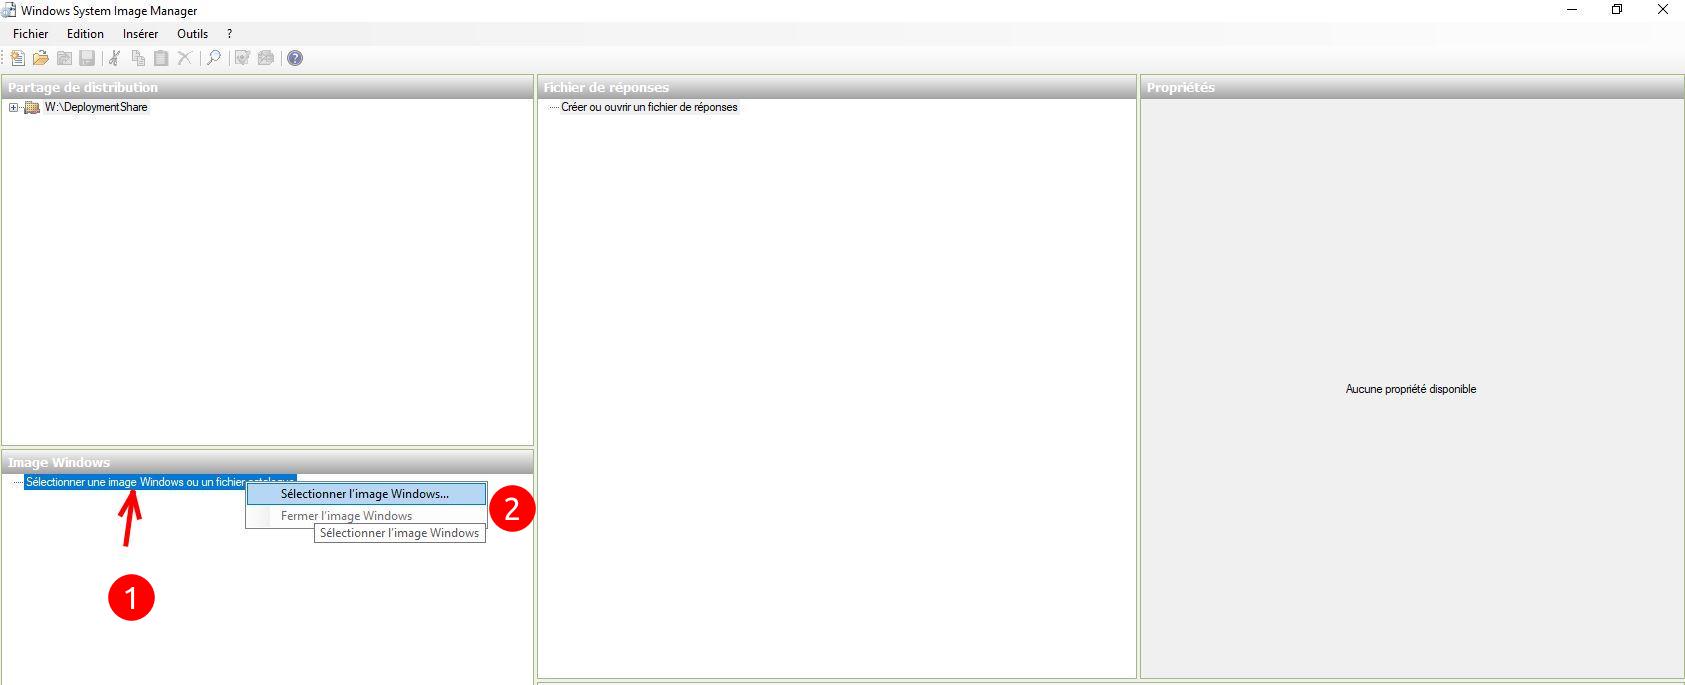 Windows System Image Manager
Fichier Edition Insérer Outils ?
Partage de distribution
W:\DeploymentShare
Fichier de réponses
Créer ou ouvrir un fichier de réponses
Propriétés
Aucune propriété disponible
Image Windows
Sélectionner une image Windows ou un fichier catalogue
Sélectionner l'image Windows...
Fermer l'image Windows
Sélectionner l'image Windows
1
2